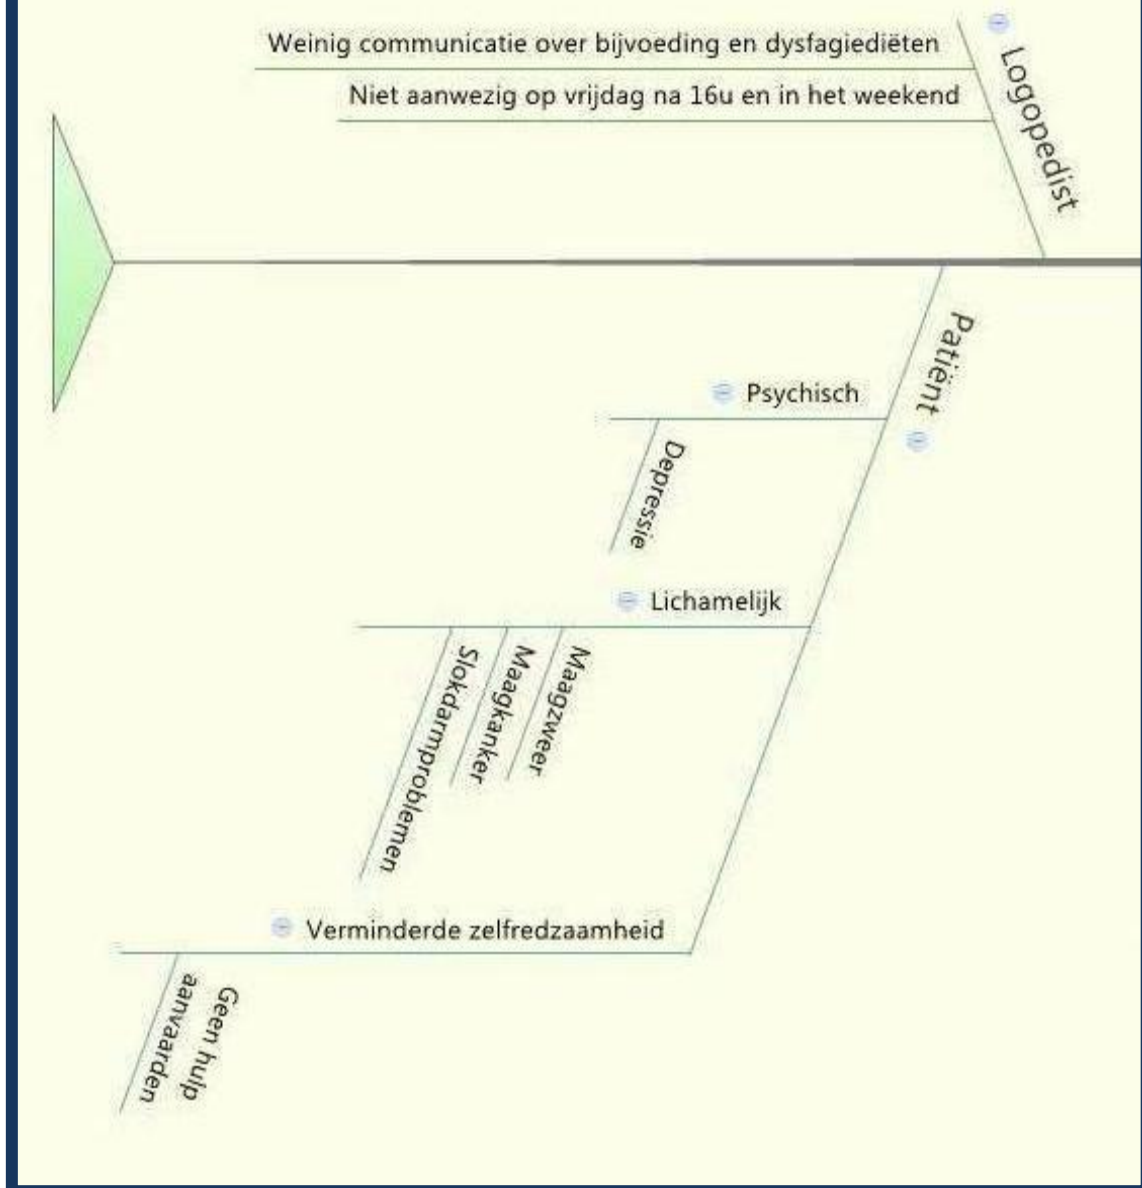 Weinig communicatie over bijvoeding en dysfagiediëten
Niet aanwezig op vrijdag na 16u en in het weekend
Logopedist
Patiënt
Psychisch
Depressie
Lichamelijk
Maagzweer
Maagkanker
Slokdarmproblemen
Verminderde zelfredzaamheid
Geen hulp
aanvaarden